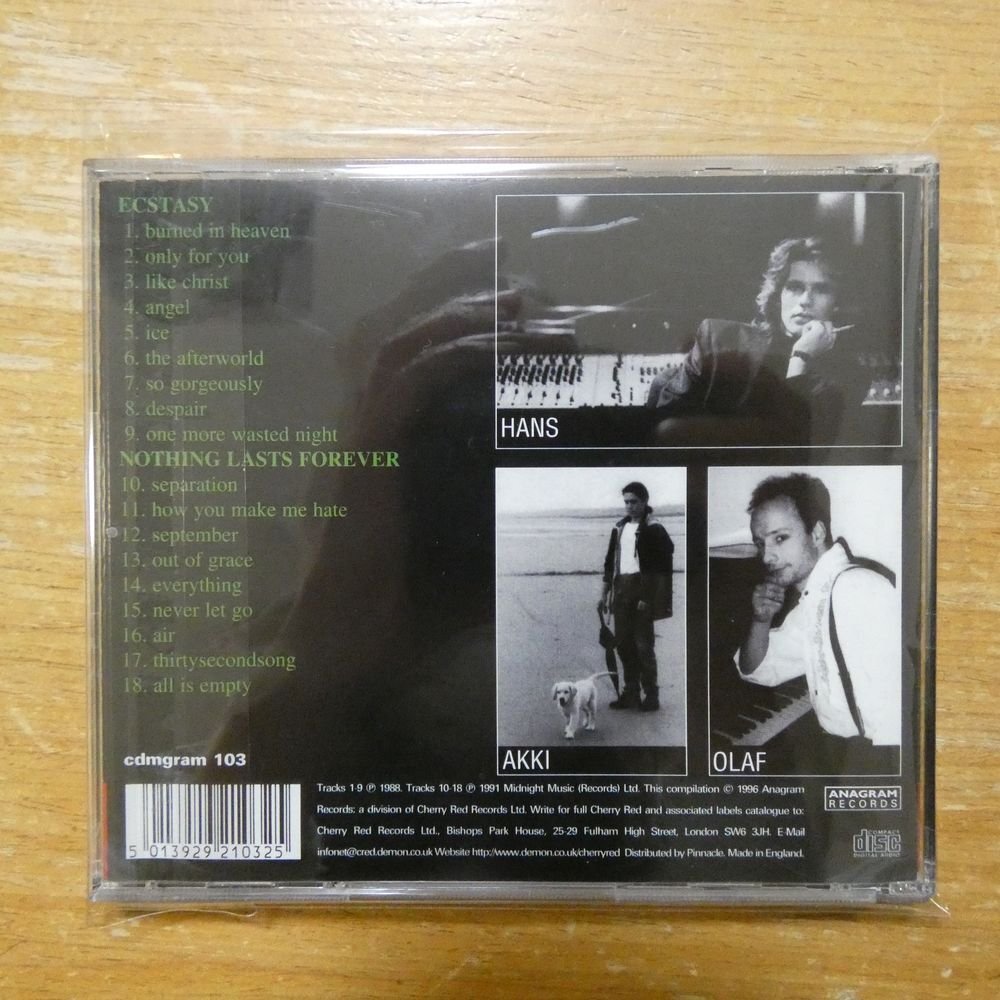 ECSTASY
1. burned in heaven
2. only for you
3. like christ
4. angel
5. ice
6. the afterworld
7. so gorgeously
8. despair
9. one more wasted night
NOTHING LASTS FOREVER
10. separation
11. how you make me hate
12. september
13. out of grace
14. everything
15. never let go
16. air
17. thirtysecondsong
18. all is empty
cdmgram 103
5 013929 210325
HANS
AKKI
OLAF
Tracks 1-9 ℗ 1988. Tracks 10-18 ℗ 1991 Midnight Music (Records) Ltd. This compilation © 1996 Anagram
Records: a division of Cherry Red Records Ltd. Write for full Cherry Red and associated labels catalogue to:
Cherry Red Records Ltd., Bishops Park House, 25-29 Fulham High Street, London SW6 3JH. E-Mail
infonet@cred.demon.co.uk Website http://www.demon.co.uk/cherryred Distributed by Pinnacle. Made in England.
ANAGRAM
RECORDS
COMPACT
disc
DIGITAL AUDIO